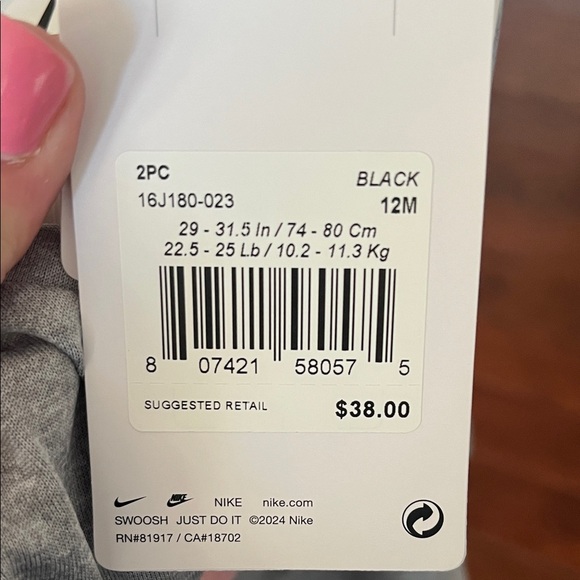 2PC BLACK
16J180-023 12M
29 - 31.5 In / 74 - 80 Cm
22.5 - 25 Lb / 10.2 - 11.3 Kg
8 07421 58057 5
SUGGESTED RETAIL $38.00
NIKE NIKE nike.com
SWOOSH JUST DO IT ©2024 Nike
RN#81917 / CA#18702